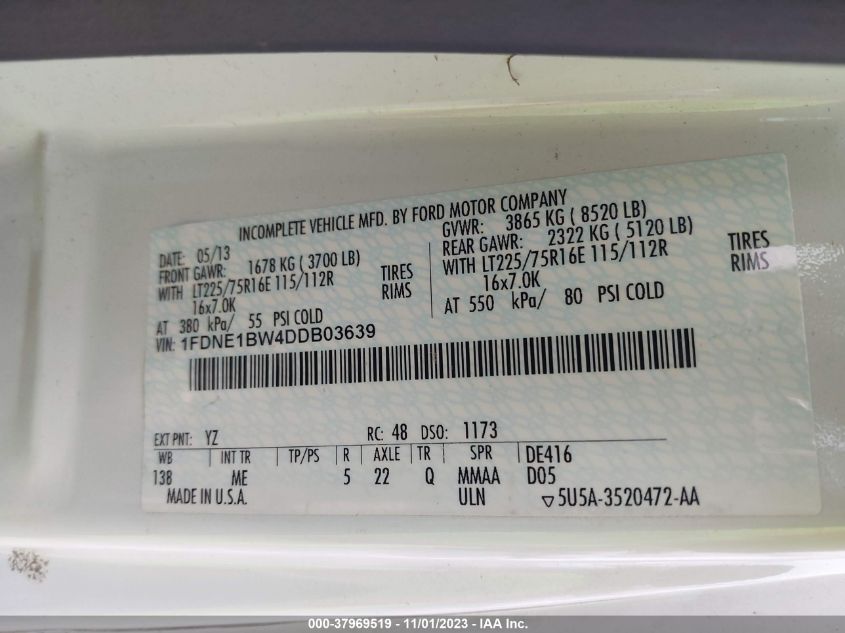 INCOMPLETE VEHICLE MFD. BY FORD MOTOR COMPANY
DATE: 05/13
FRONT GAWR: 1678 KG ( 3700 LB)
WITH LT225/75R16E 115/112R TIRES
16x7.0K RIMS
AT 380 kPa/ 55 PSI COLD
GVWR: 3865 KG ( 8520 LB)
REAR GAWR: 2322 KG ( 5120 LB)
WITH LT225/75R16E 115/112R TIRES
16x7.0K RIMS
AT 550 kPa/ 80 PSI COLD
VIN: 1FDNE1BW4DDB03639
EXT PNT: YZ RC: 48 DSO: 1173
WB INT TR TP/PS R AXLE TR SPR DE416
138 ME 5 22 Q MMAA D05
MADE IN U.S.A. ULN ▽5U5A-3520472-AA
000-37969519 - 11/01/2023 - IAA Inc.